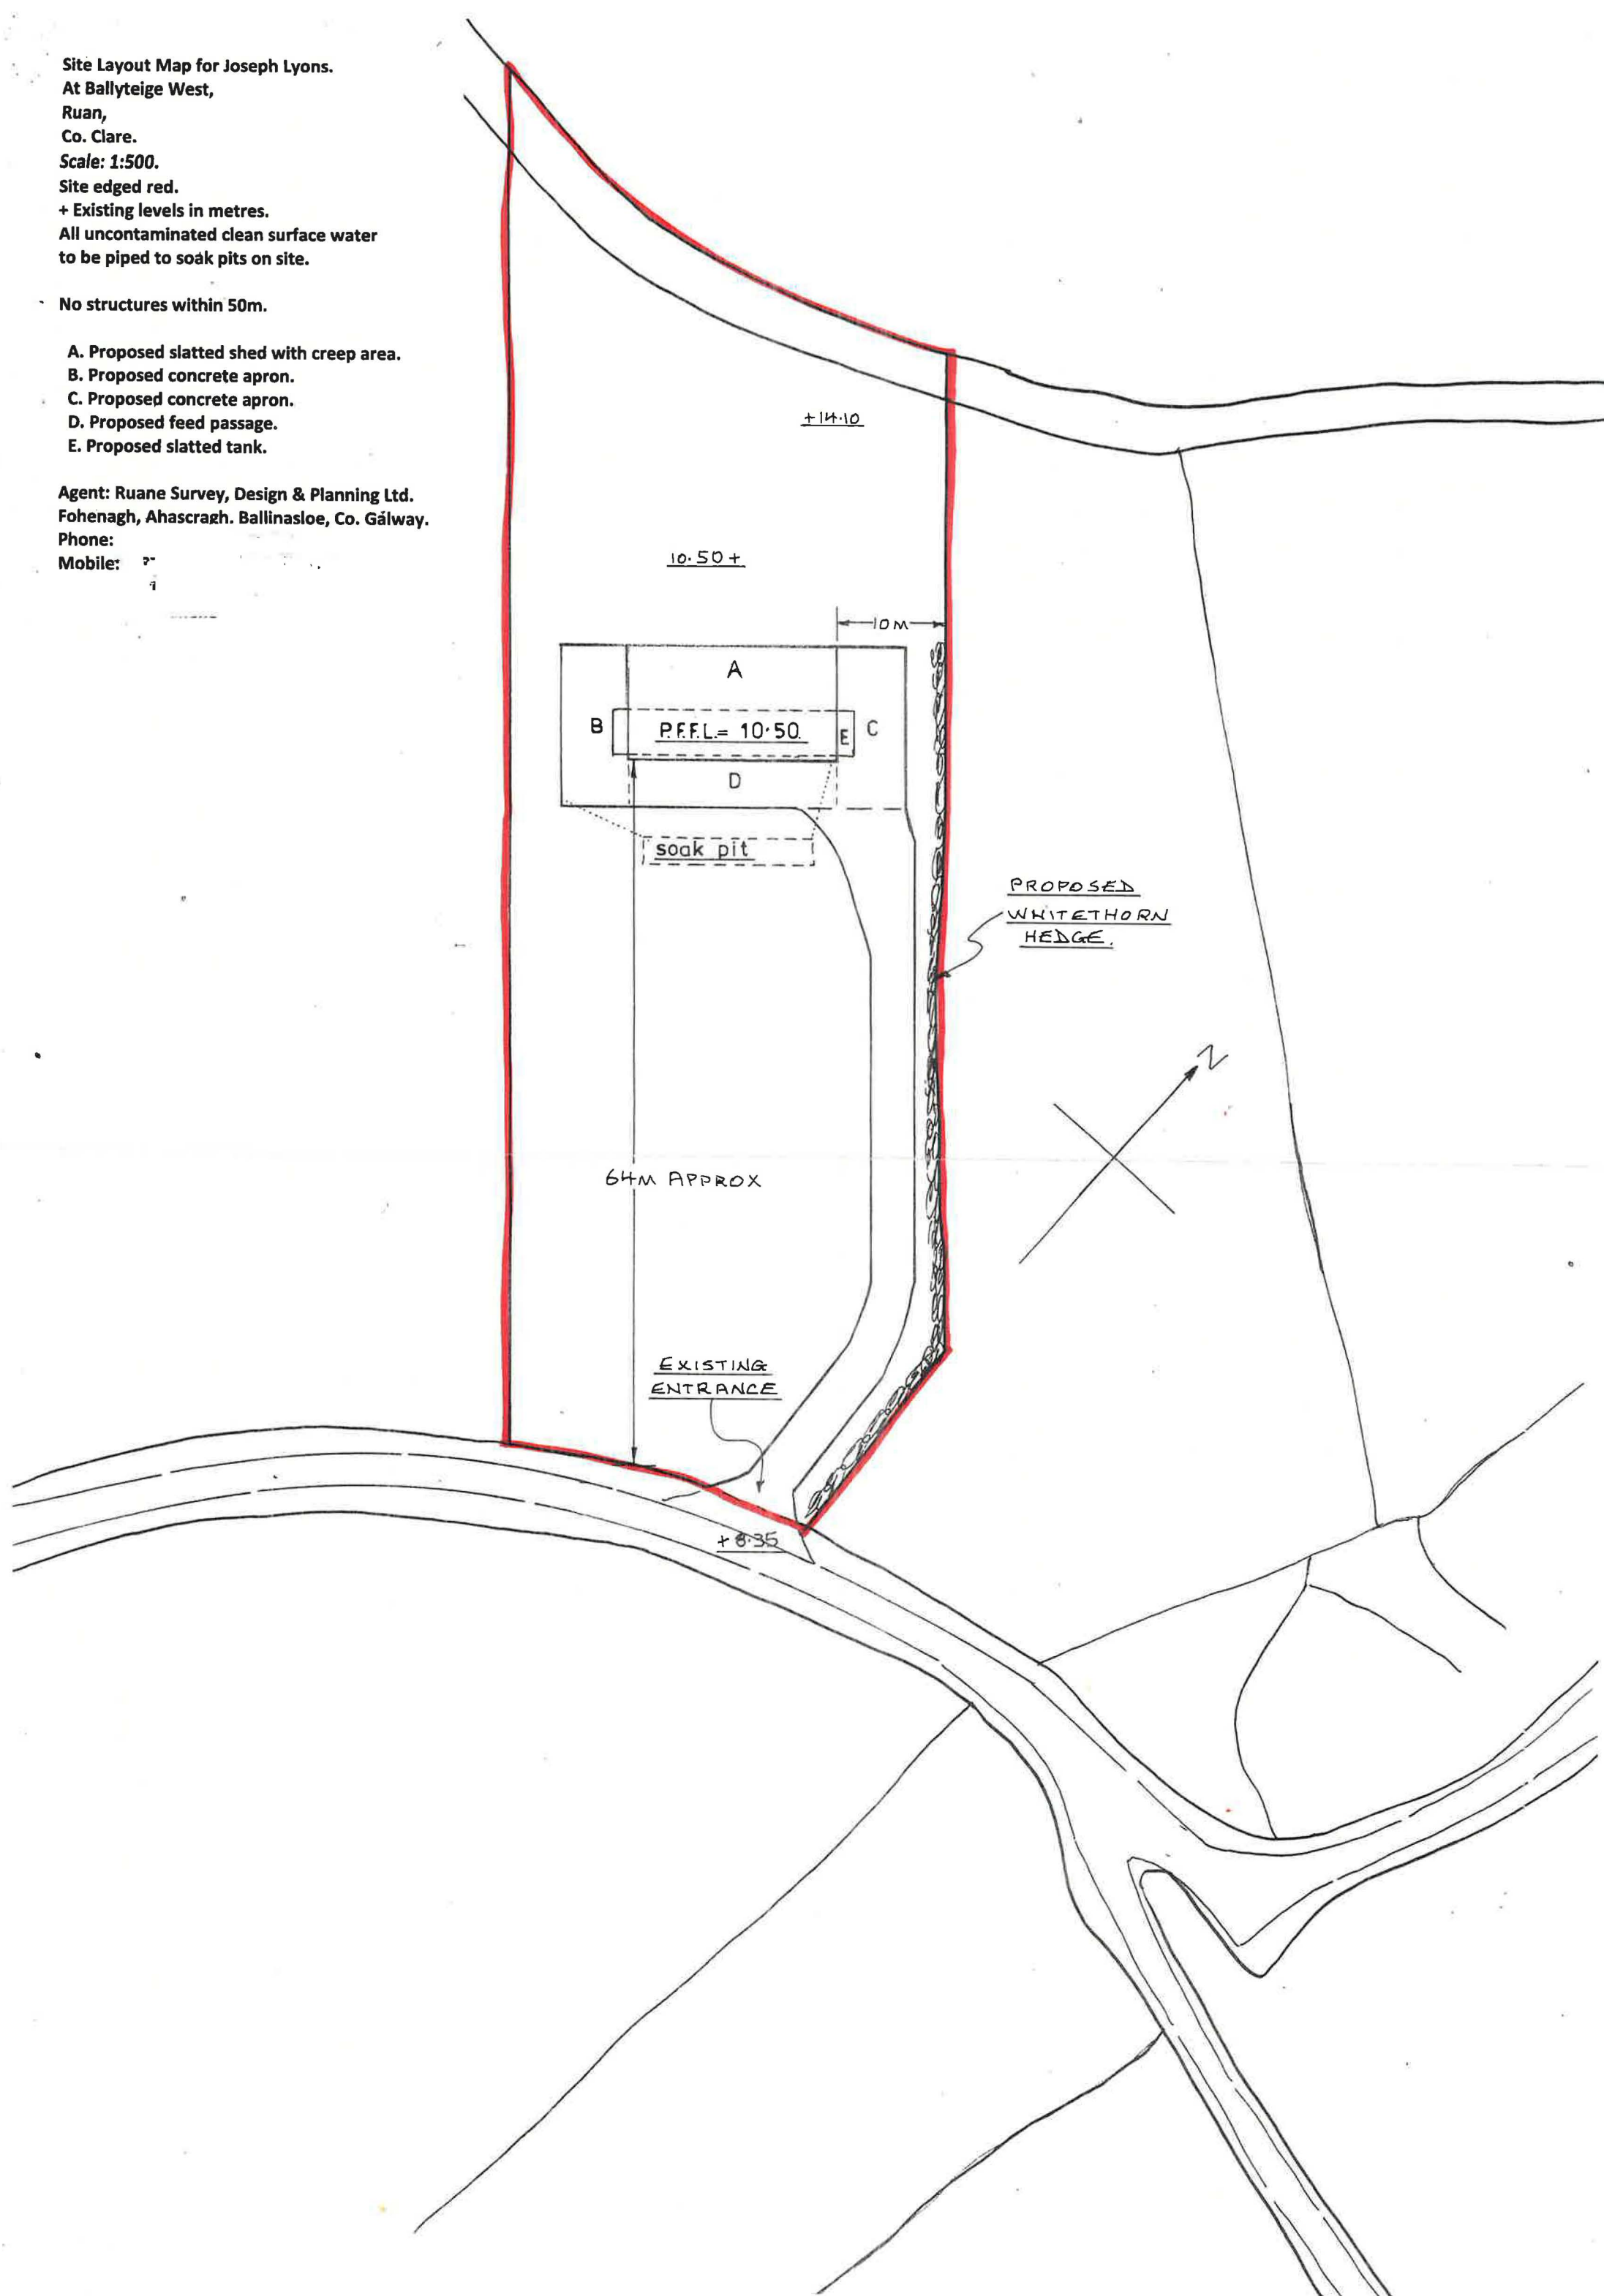 Site Layout Map for Joseph Lyons.
At Ballyteige West,
Ruan,
Co. Clare.
Scale: 1:500.
Site edged red.
+ Existing levels in metres.
All uncontaminated clean surface water
to be piped to soak pits on site.
No structures within 50m.
A. Proposed slatted shed with creep area.
B. Proposed concrete apron.
C. Proposed concrete apron.
D. Proposed feed passage.
E. Proposed slatted tank.
Agent: Ruane Survey, Design & Planning Ltd.
Fohenagh, Ahascragh. Ballinasloe, Co. Galway.
Phone:
Mobile:
+14.10
10.50+
10M
A
B
P.F.F.L.= 10·50.
E
C
D
soak pit
PROPOSED
WHITETHORN
HEDGE.
N
64M APPROX
EXISTING
ENTRANCE
+8.35